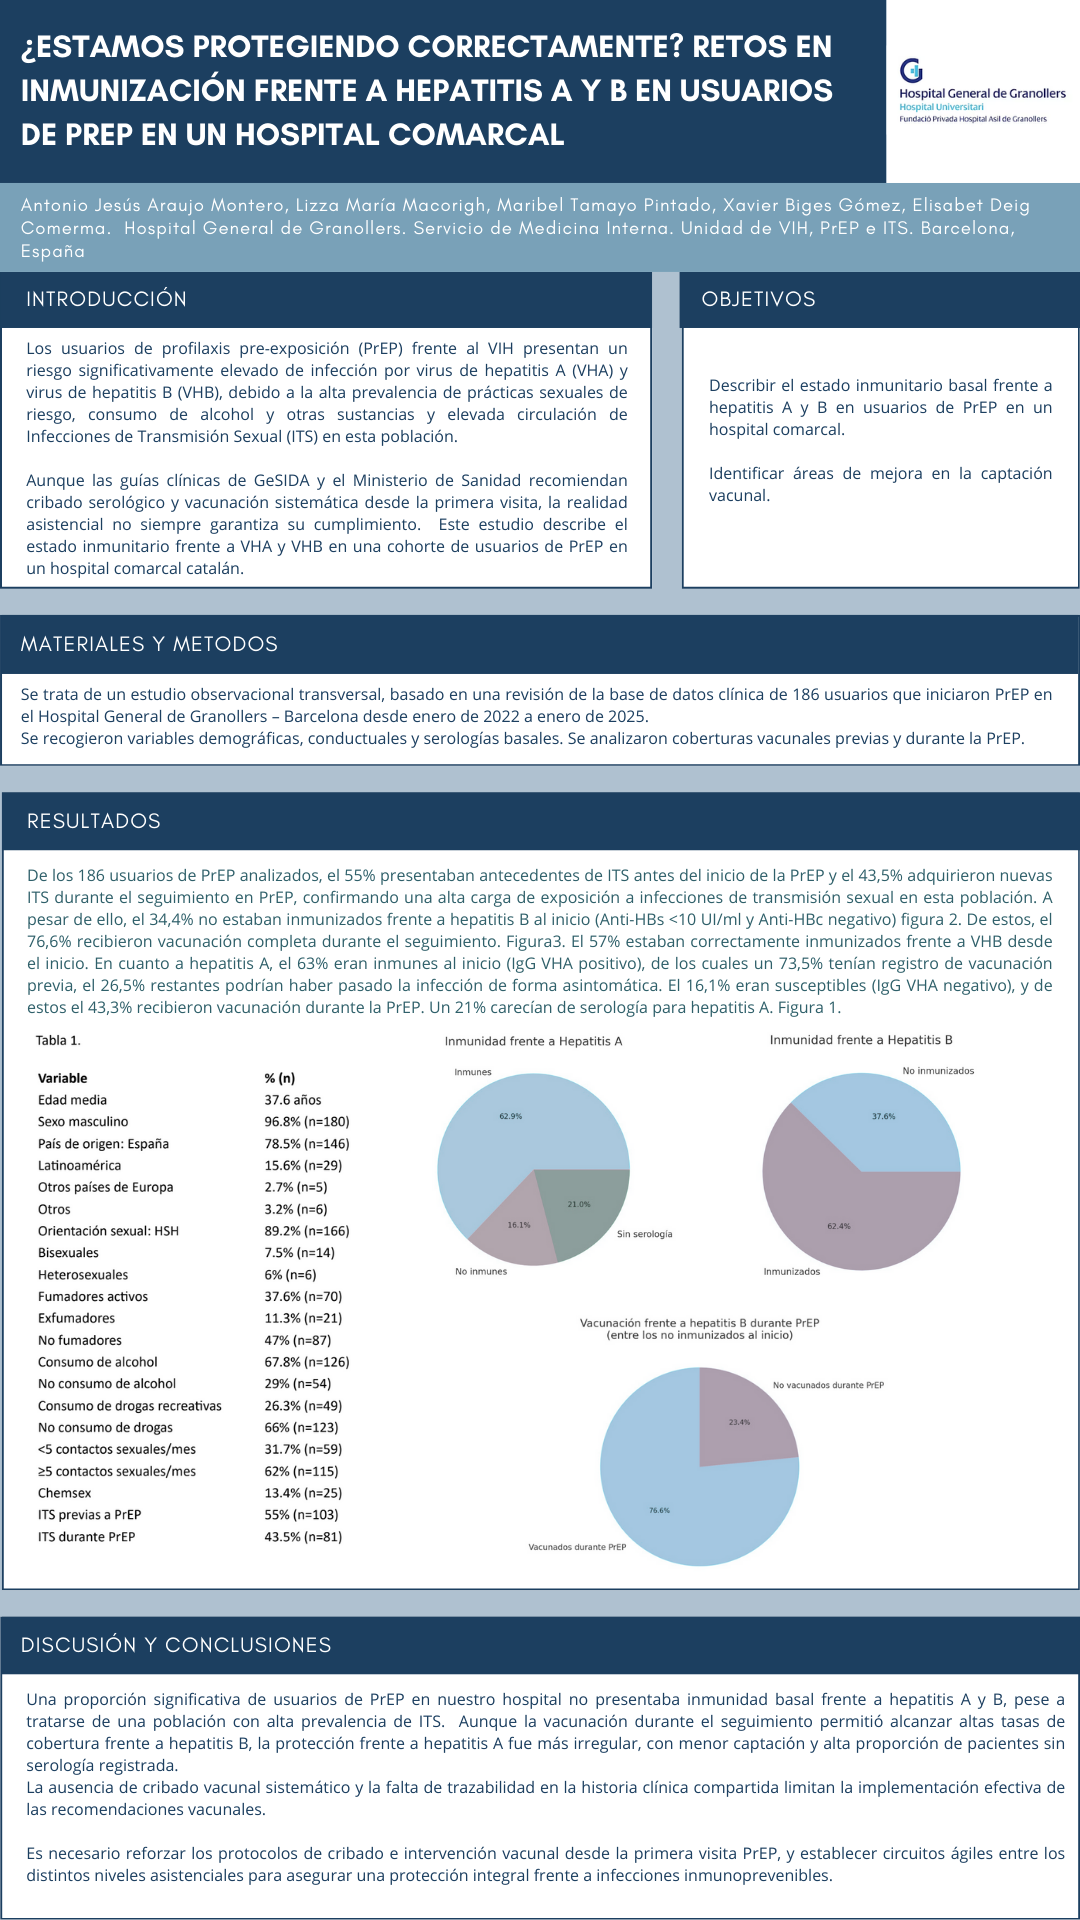 ¿ESTAMOS PROTEGIENDO CORRECTAMENTE? RETOS EN
INMUNIZACIÓN FRENTE A HEPATITIS A Y B EN USUARIOS
DE PREP EN UN HOSPITAL COMARCAL
Hospital General de Granollers
Hospital Universitari
Fundació Privada Hospital Asil de Granollers
Antonio Jesús Araujo Montero, Lizza María Macorigh, Maribel Tamayo Pintado, Xavier Biges Gómez, Elisabet Deig
Comerma. Hospital General de Granollers. Servicio de Medicina Interna. Unidad de VIH, PrEP e ITS. Barcelona,
España
INTRODUCCIÓN
Los usuarios de profilaxis pre-exposición (PrEP) frente al VIH presentan un
riesgo significativamente elevado de infección por virus de hepatitis A (VHA) y
virus de hepatitis B (VHB), debido a la alta prevalencia de prácticas sexuales de
riesgo, consumo de alcohol y otras sustancias y elevada circulación de
Infecciones de Transmisión Sexual (ITS) en esta población.
Aunque las guías clínicas de GeSIDA y el Ministerio de Sanidad recomiendan
cribado serológico y vacunación sistemática desde la primera visita, la realidad
asistencial no siempre garantiza su cumplimiento. Este estudio describe el
estado inmunitario frente a VHA y VHB en una cohorte de usuarios de PrEP en
un hospital comarcal catalán.
OBJETIVOS
Describir el estado inmunitario basal frente a
hepatitis A y B en usuarios de PrEP en un
hospital comarcal.
Identificar áreas de mejora en la captación
vacunal.
MATERIALES Y METODOS
Se trata de un estudio observacional transversal, basado en una revisión de la base de datos clínica de 186 usuarios que iniciaron PrEP en
el Hospital General de Granollers – Barcelona desde enero de 2022 a enero de 2025.
Se recogieron variables demográficas, conductuales y serologías basales. Se analizaron coberturas vacunales previas y durante la PrEP.
RESULTADOS
De los 186 usuarios de PrEP analizados, el 55% presentaban antecedentes de ITS antes del inicio de la PrEP y el 43,5% adquirieron nuevas
ITS durante el seguimiento en PrEP, confirmando una alta carga de exposición a infecciones de transmisión sexual en esta población. A
pesar de ello, el 34,4% no estaban inmunizados frente a hepatitis B al inicio (Anti-HBs <10 UI/ml y Anti-HBc negativo) figura 2. De estos, el
76,6% recibieron vacunación completa durante el seguimiento. Figura3. El 57% estaban correctamente inmunizados frente a VHB desde
el inicio. En cuanto a hepatitis A, el 63% eran inmunes al inicio (IgG VHA positivo), de los cuales un 73,5% tenían registro de vacunación
previa, el 26,5% restantes podrían haber pasado la infección de forma asintomática. El 16,1% eran susceptibles (IgG VHA negativo), y de
estos el 43,3% recibieron vacunación durante la PrEP. Un 21% carecían de serología para hepatitis A. Figura 1.
Tabla 1.
Variable % (n)
Edad media 37.6 años
Sexo masculino 96.8% (n=180)
País de origen: España 78.5% (n=146)
Latinoamérica 15.6% (n=29)
Otros países de Europa 2.7% (n=5)
Otros 3.2% (n=6)
Orientación sexual: HSH 89.2% (n=166)
Bisexuales 7.5% (n=14)
Heterosexuales 6% (n=6)
Fumadores activos 37.6% (n=70)
Exfumadores 11.3% (n=21)
No fumadores 47% (n=87)
Consumo de alcohol 67.8% (n=126)
No consumo de alcohol 29% (n=54)
Consumo de drogas recreativas 26.3% (n=49)
No consumo de drogas 66% (n=123)
<5 contactos sexuales/mes 31.7% (n=59)
≥5 contactos sexuales/mes 62% (n=115)
Chemsex 13.4% (n=25)
ITS previas a PrEP 55% (n=103)
ITS durante PrEP 43.5% (n=81)
Inmunidad frente a Hepatitis A
Inmunes
62.9%
21.0%
16.1%
Sin serología
No inmunes
Inmunidad frente a Hepatitis B
No inmunizados
37.6%
62.4%
Inmunizados
Vacunación frente a hepatitis B durante PrEP
(entre los no inmunizados al inicio)
No vacunados durante PrEP
23.4%
76.6%
Vacunados durante PrEP
DISCUSIÓN Y CONCLUSIONES
Una proporción significativa de usuarios de PrEP en nuestro hospital no presentaba inmunidad basal frente a hepatitis A y B, pese a
tratarse de una población con alta prevalencia de ITS. Aunque la vacunación durante el seguimiento permitió alcanzar altas tasas de
cobertura frente a hepatitis B, la protección frente a hepatitis A fue más irregular, con menor captación y alta proporción de pacientes sin
serología registrada.
La ausencia de cribado vacunal sistemático y la falta de trazabilidad en la historia clínica compartida limitan la implementación efectiva de
las recomendaciones vacunales.
Es necesario reforzar los protocolos de cribado e intervención vacunal desde la primera visita PrEP, y establecer circuitos ágiles entre los
distintos niveles asistenciales para asegurar una protección integral frente a infecciones inmunoprevenibles.